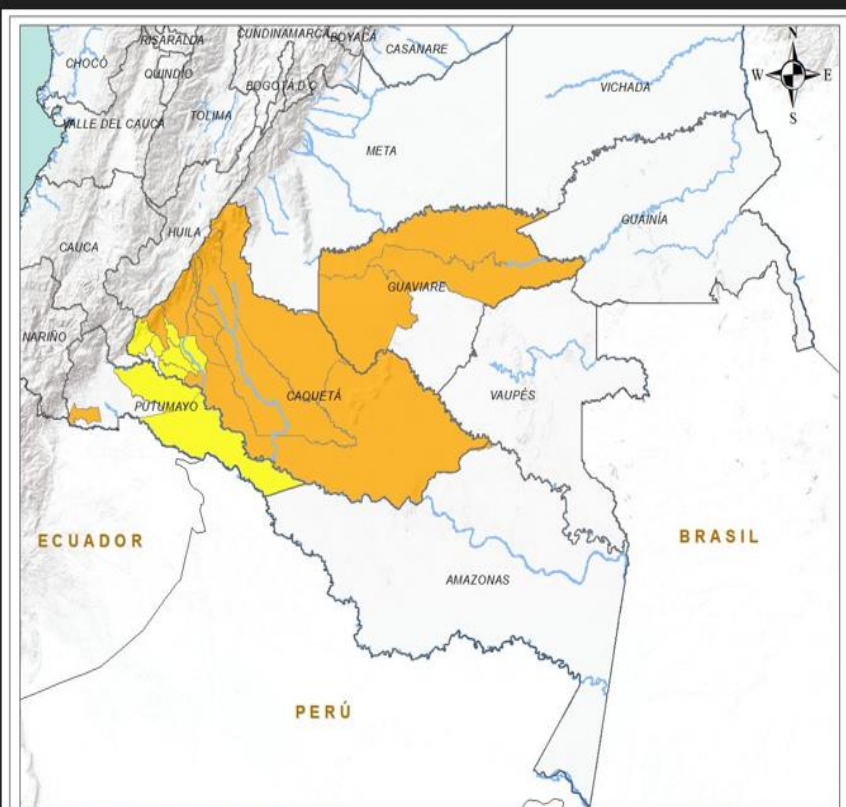 N
W E
S
RISARALDA
CUNDINAMARCA
BOYACÁ
CASANARE
CHOCÓ
QUINDIO
BOGOTÁ D.C
VICHADA
TOLIMA
VALLE DEL CAUCA
META
GUAINÍA
HUILA
CAUCA
GUAVIARE
NARIÑO
CAQUETÁ
VAUPÉS
PUTUMAYO
ECUADOR
BRASIL
AMAZONAS
PERÚ